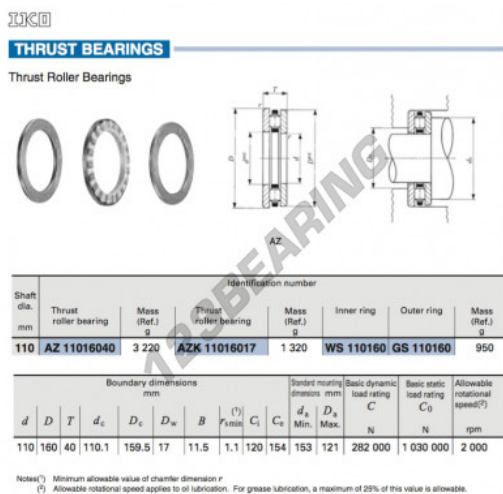 IKO
THRUST BEARINGS
Thrust Roller Bearings
T
r
r
D
d
AZ
123BEARING
Identification number
Shaft dia. mm
Thrust roller bearing
Mass (Ref.) g
Thrust roller bearing
Mass (Ref.) g
Inner ring
Outer ring
Mass (Ref.) g
110 AZ 11016040 3 220 AZK 11016017 1 320 WS 110160 GS 110160 950
Boundary dimensions mm
Standard mounting dimensions mm
Basic dynamic load rating C N
Basic static load rating C0 N
Allowable rotational speed(2) rpm
d D T dc Dc Dw B rsmin(1) Ci Ce da Min. Da Max.
110 160 40 110.1 159.5 17 11.5 1.1 120 154 153 121 282 000 1 030 000 2 000
Notes(1) Minimum allowable value of chamfer dimension r
(2) Allowable rotational speed applies to oil lubrication. For grease lubrication, a maximum of 25% of this value is allowable.